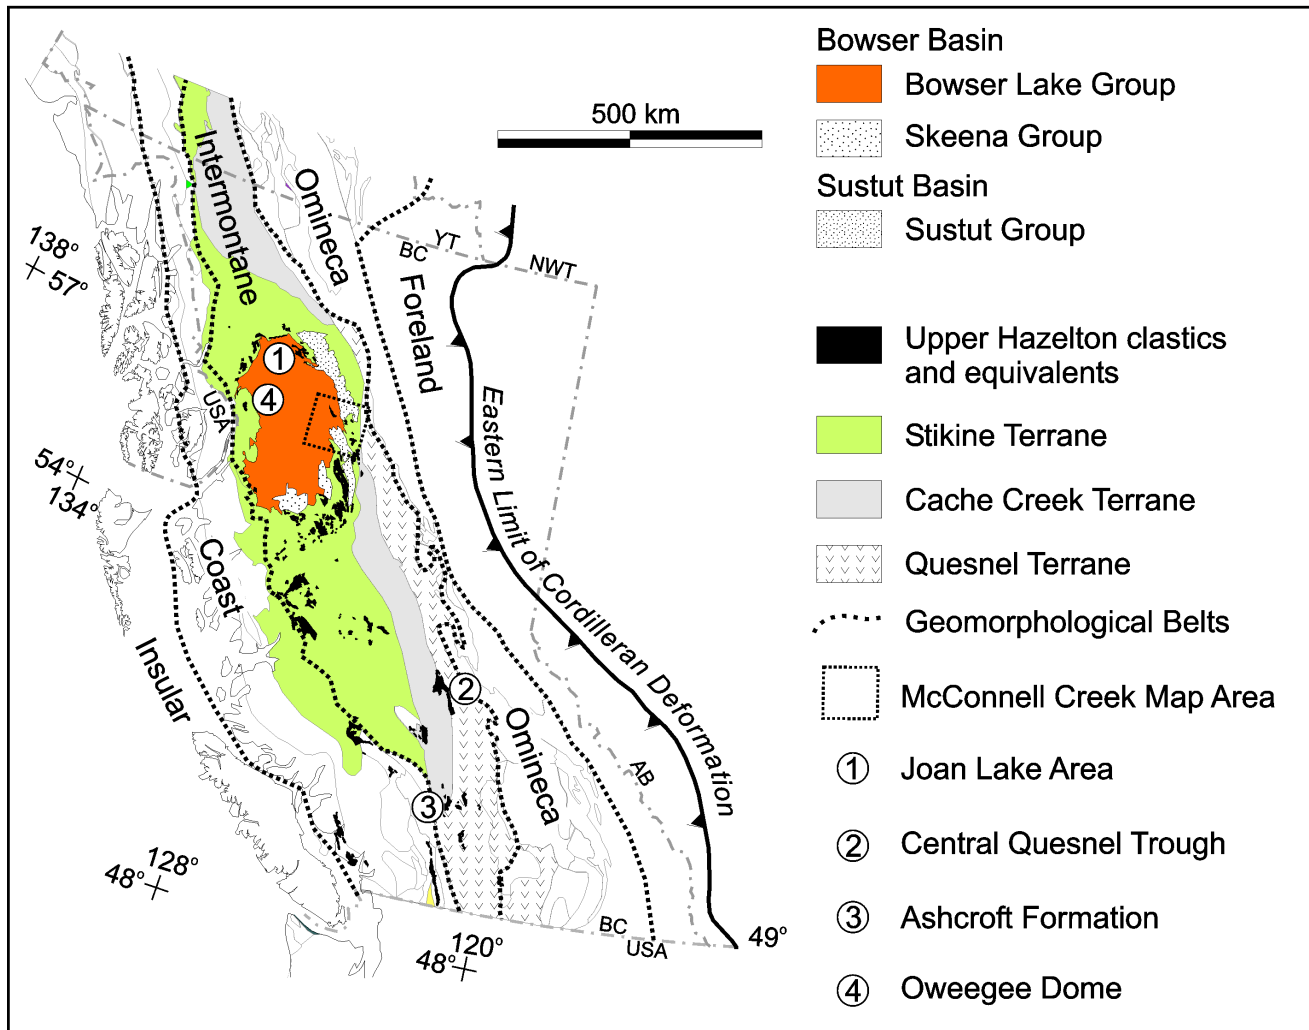 Bowser Basin
Bowser Lake Group
Skeena Group
Sustut Basin
Sustut Group
Upper Hazelton clastics
and equivalents
Stikine Terrane
Cache Creek Terrane
Quesnel Terrane
Geomorphological Belts
McConnell Creek Map Area
1 Joan Lake Area
2 Central Quesnel Trough
3 Ashcroft Formation
4 Oweegee Dome
500 km
Intermontane
Omineca
YT
BC
NWT
Foreland
138°
57°
1
4
USA
54°
134°
Eastern Limit of Cordilleran Deformation
Coast
Insular
2
Omineca
AB
3
128°
48°
BC
USA
49°
120°
48°